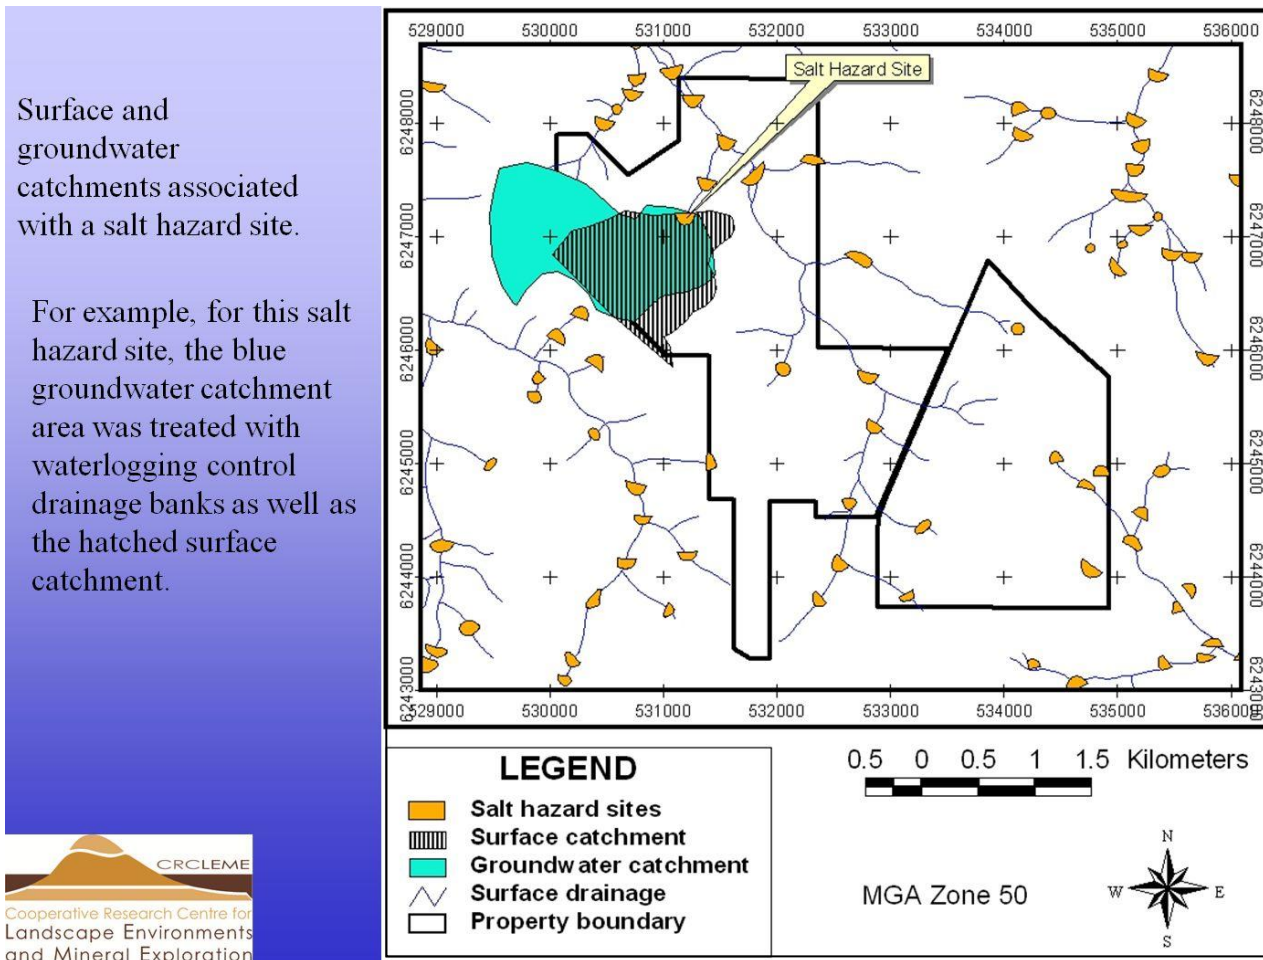 Surface and
groundwater
catchments associated
with a salt hazard site.
For example, for this salt
hazard site, the blue
groundwater catchment
area was treated with
waterlogging control
drainage banks as well as
the hatched surface
catchment.
CRCLEME
Cooperative Research Centre for
Landscape Environments
and Mineral Exploration
529000 530000 531000 532000 533000 534000 535000 536000
Salt Hazard Site
6248000 6248000
6247000 6247000
6246000 6246000
6245000 6245000
6244000 6244000
6243000 6243000
529000 530000 531000 532000 533000 534000 535000 536000
LEGEND
Salt hazard sites
Surface catchment
Groundwater catchment
Surface drainage
Property boundary
0.5 0 0.5 1 1.5 Kilometers
MGA Zone 50
N
W E
S